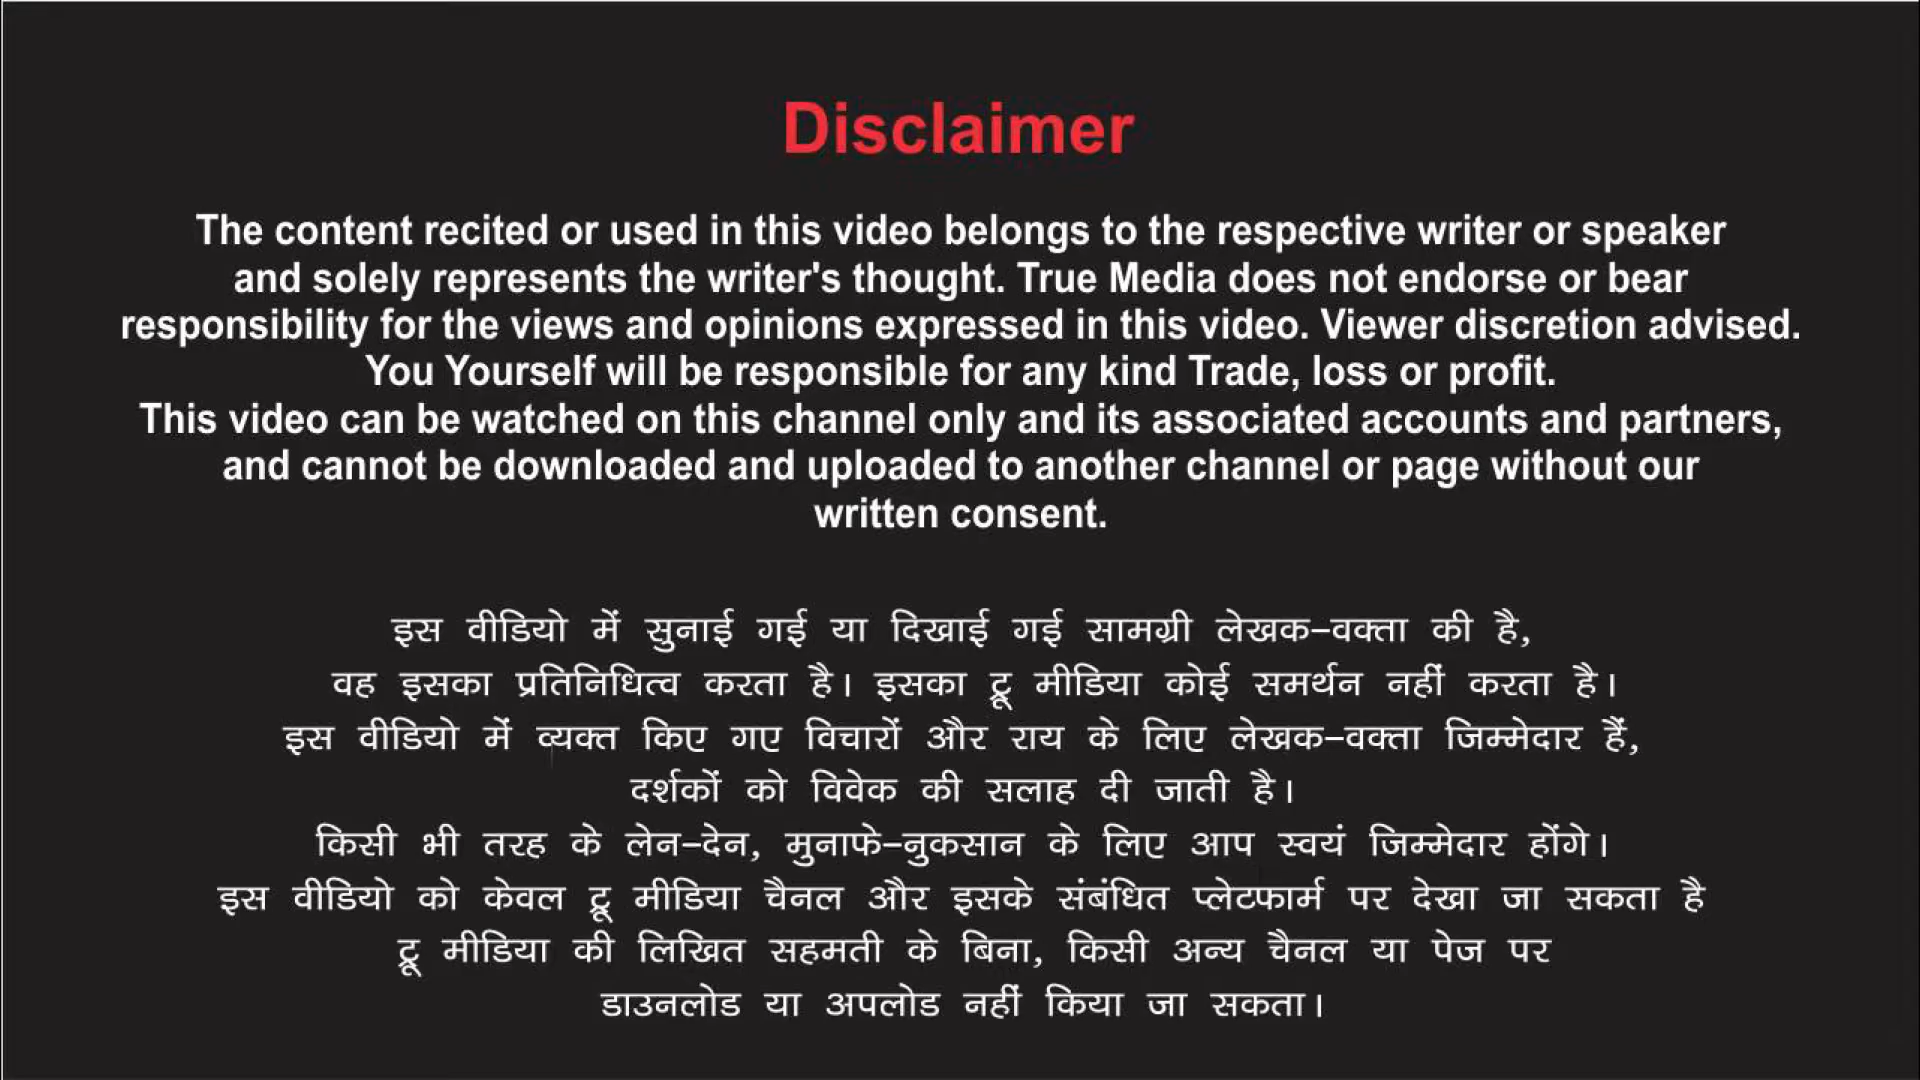 Disclaimer
The content recited or used in this video belongs to the respective writer or speaker
and solely represents the writer's thought. True Media does not endorse or bear
responsibility for the views and opinions expressed in this video. Viewer discretion advised.
You Yourself will be responsible for any kind Trade, loss or profit.
This video can be watched on this channel only and its associated accounts and partners,
and cannot be downloaded and uploaded to another channel or page without our
written consent.
इस वीडियो में सुनाई गई या दिखाई गई सामग्री लेखक–वक्ता की है,
वह इसका प्रतिनिधित्व करता है। इसका ट्रू मीडिया कोई समर्थन नहीं करता है।
इस वीडियो में व्यक्त किए गए विचारों और राय के लिए लेखक–वक्ता जिम्मेदार हैं,
दर्शकों को विवेक की सलाह दी जाती है।
किसी भी तरह के लेन–देन, मुनाफे–नुकसान के लिए आप स्वयं जिम्मेदार होंगे।
इस वीडियो को केवल ट्रू मीडिया चैनल और इसके संबंधित प्लेटफार्म पर देखा जा सकता है
ट्रू मीडिया की लिखित सहमती के बिना, किसी अन्य चैनल या पेज पर
डाउनलोड या अपलोड नहीं किया जा सकता।